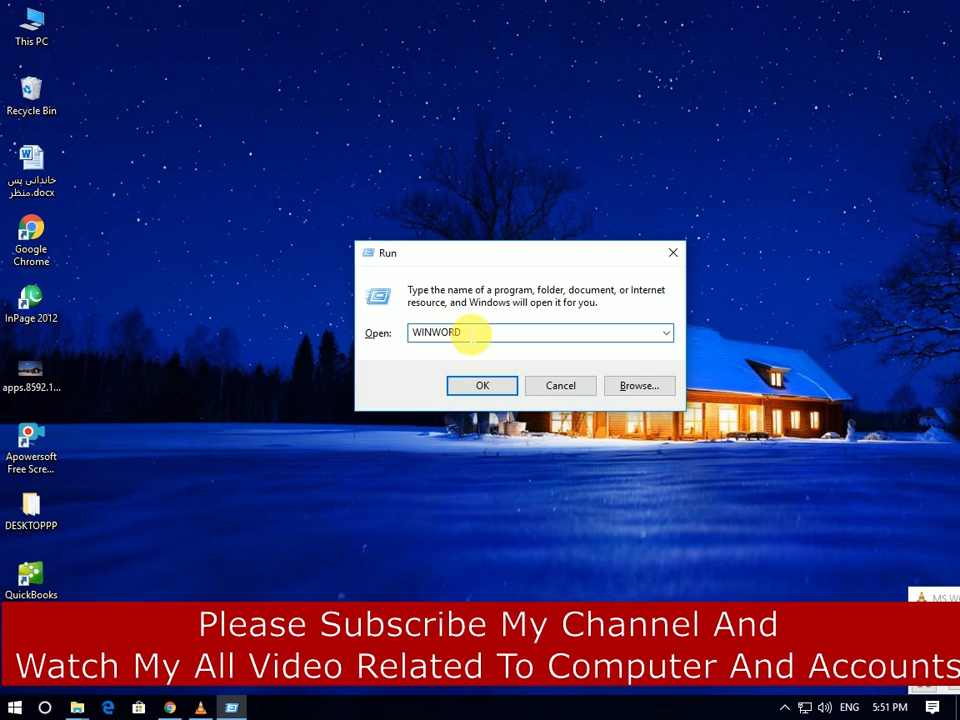 This PC
Recycle Bin
خاندانی پس
منظر.docx
Google
Chrome
InPage 2012
apps.8592.1...
Apowersoft
Free Scre...
DESKTOPPP
QuickBooks
Run
Type the name of a program, folder, document, or Internet
resource, and Windows will open it for you.
Open:
WINWORD
OK
Cancel
Browse...
MS WO
Please Subscribe My Channel And
Watch My All Video Related To Computer And Accounts
ENG
5:51 PM